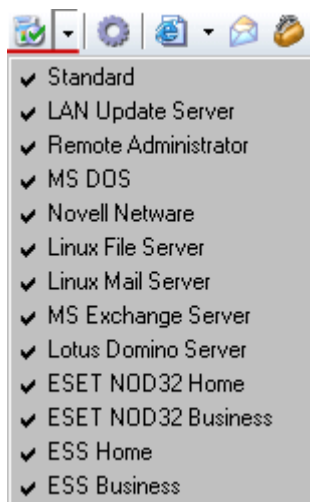 Standard
LAN Update Server
Remote Administrator
MS DOS
Novell Netware
Linux File Server
Linux Mail Server
MS Exchange Server
Lotus Domino Server
ESET NOD32 Home
ESET NOD32 Business
ESS Home
ESS Business